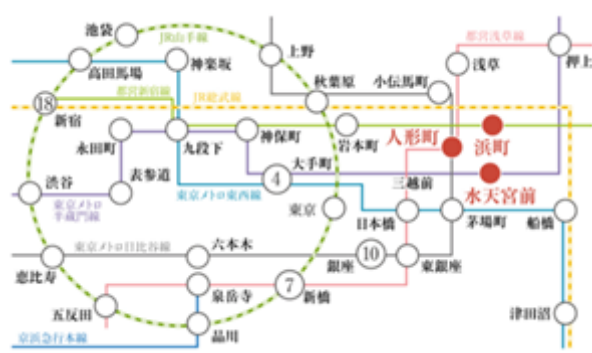 池袋
JR山手線
上野
都営浅草線
浅草
押上
高田馬場
神楽坂
秋葉原
小伝馬町
都営新宿線
JR総武線
18
新宿
永田町
九段下
神保町
岩本町
人形町
浜町
大手町
4
渋谷
表参道
東京メトロ
半蔵門線
東京メトロ東西線
東京
三越前
水天宮前
日本橋
茅場町
船橋
東京メトロ日比谷線
六本木
銀座
10
東銀座
恵比寿
五反田
泉岳寺
7
新橋
津田沼
京浜急行本線
品川